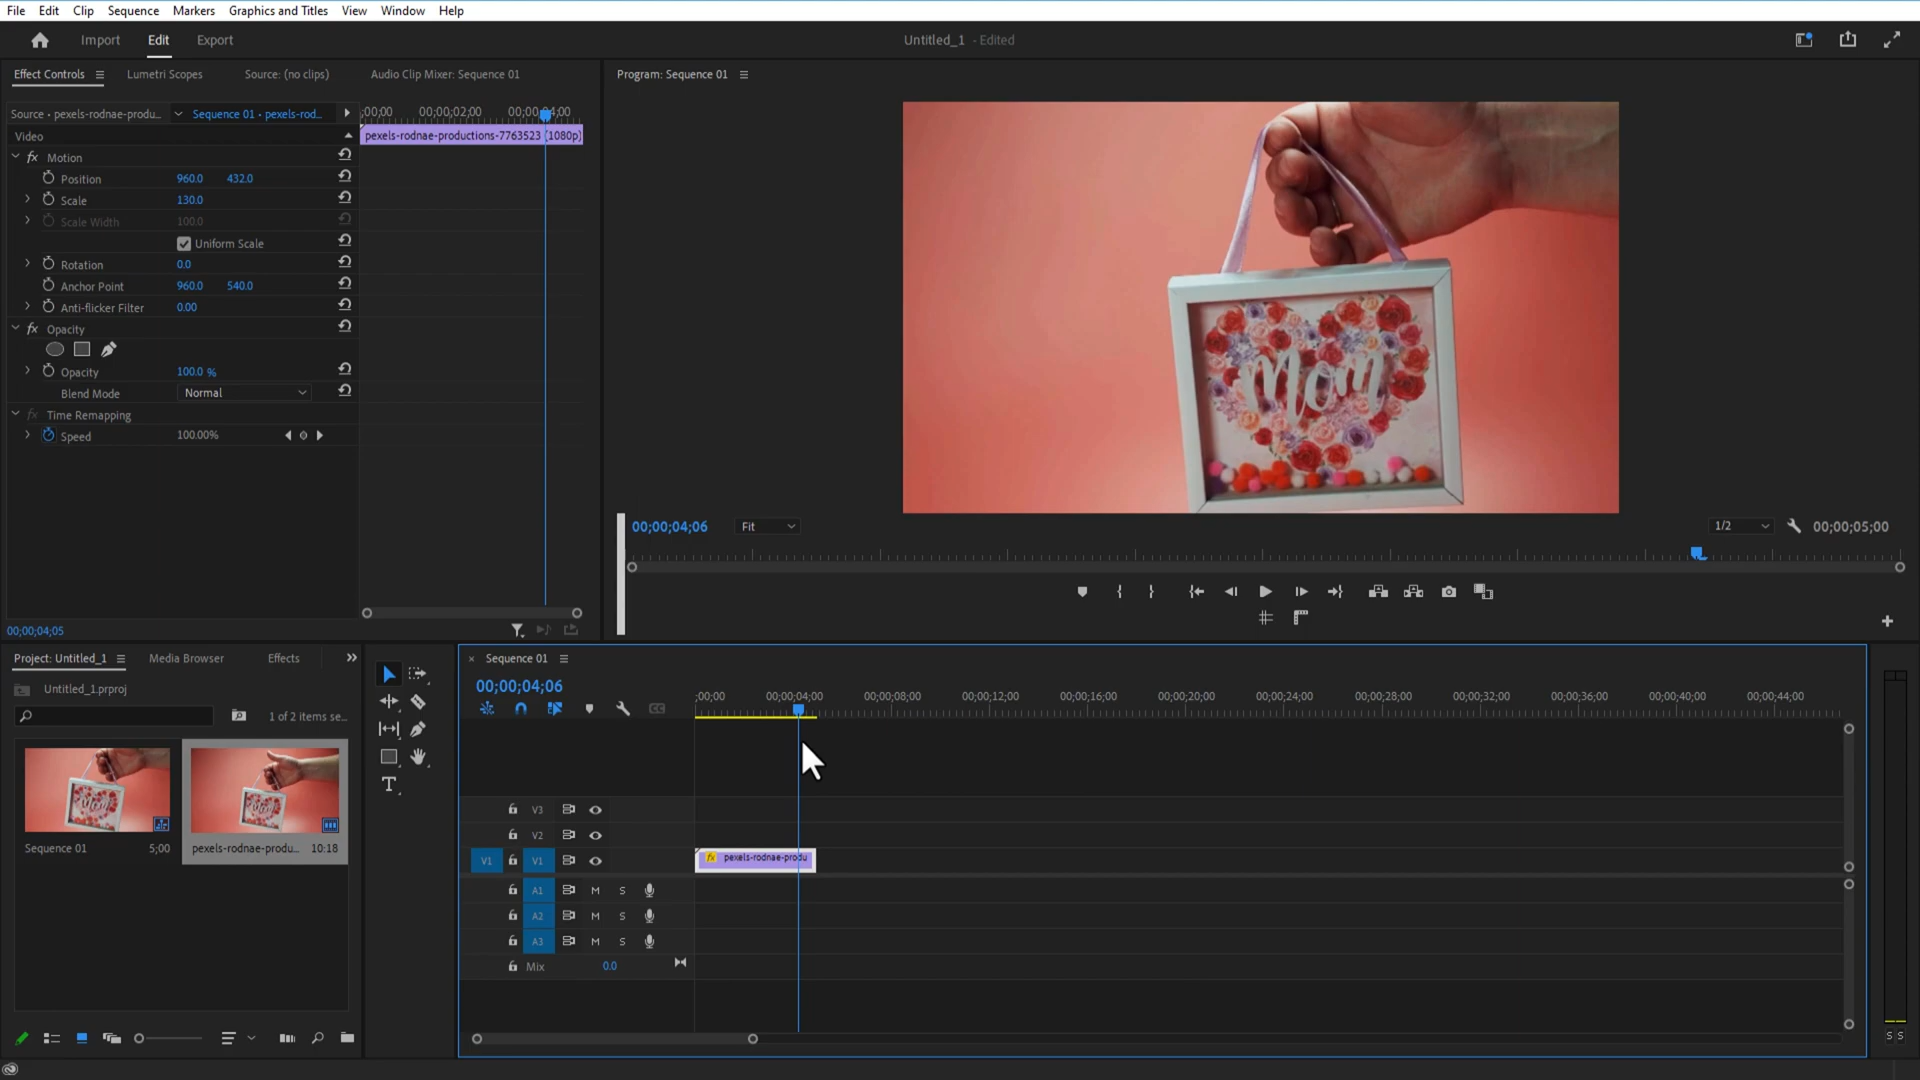 File Edit Clip Sequence Markers Graphics and Titles View Window Help
Import Edit Export
Untitled_1 - Edited
Effect Controls
Lumetri Scopes
Source: (no clips)
Audio Clip Mixer: Sequence 01
Source • pexels-rodnae-produ...
Sequence 01 • pexels-rod...
;00;00 00;00;02;00 00;00;04;00
Video
pexels-rodnae-productions-7763523 (1080p)
fx Motion
Position 960.0 432.0
Scale 130.0
Scale Width 100.0
Uniform Scale
Rotation 0.0
Anchor Point 960.0 540.0
Anti-flicker Filter 0.00
fx Opacity
Opacity 100.0 %
Blend Mode Normal
fx Time Remapping
Speed 100.00%
00;00;04;05
Program: Sequence 01
Mom
00;00;04;06
Fit
1/2
00;00;05;00
Project: Untitled_1
Media Browser
Effects
Untitled_1.prproj
1 of 2 items se...
Mom
Sequence 01 5;00
pexels-rodnae-produ... 10:18
T
× Sequence 01
00;00;04;06
CC
;00;00 00;00;04;00 00;00;08;00 00;00;12;00 00;00;16;00 00;00;20;00 00;00;24;00 00;00;28;00 00;00;32;00 00;00;36;00 00;00;40;00 00;00;44;00
V3
V2
V1 V1
fx pexels-rodnae-produ
A1 M S
A2 M S
A3 M S
Mix 0.0
S S